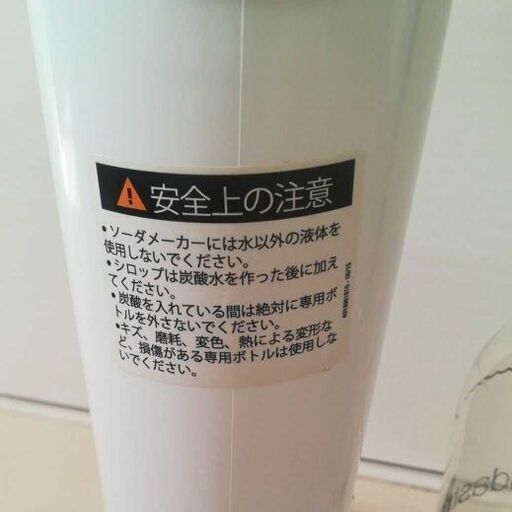 安全上の注意
•ソーダメーカーには水以外の液体を
使用しないでください。
•シロップは炭酸水を作った後に加え
てください。
•炭酸を入れている間は絶対に専用ボ
トルを外さないでください。
•キズ、磨耗、変色、熱による変形な
ど、損傷がある専用ボトルは使用しな
いでください。